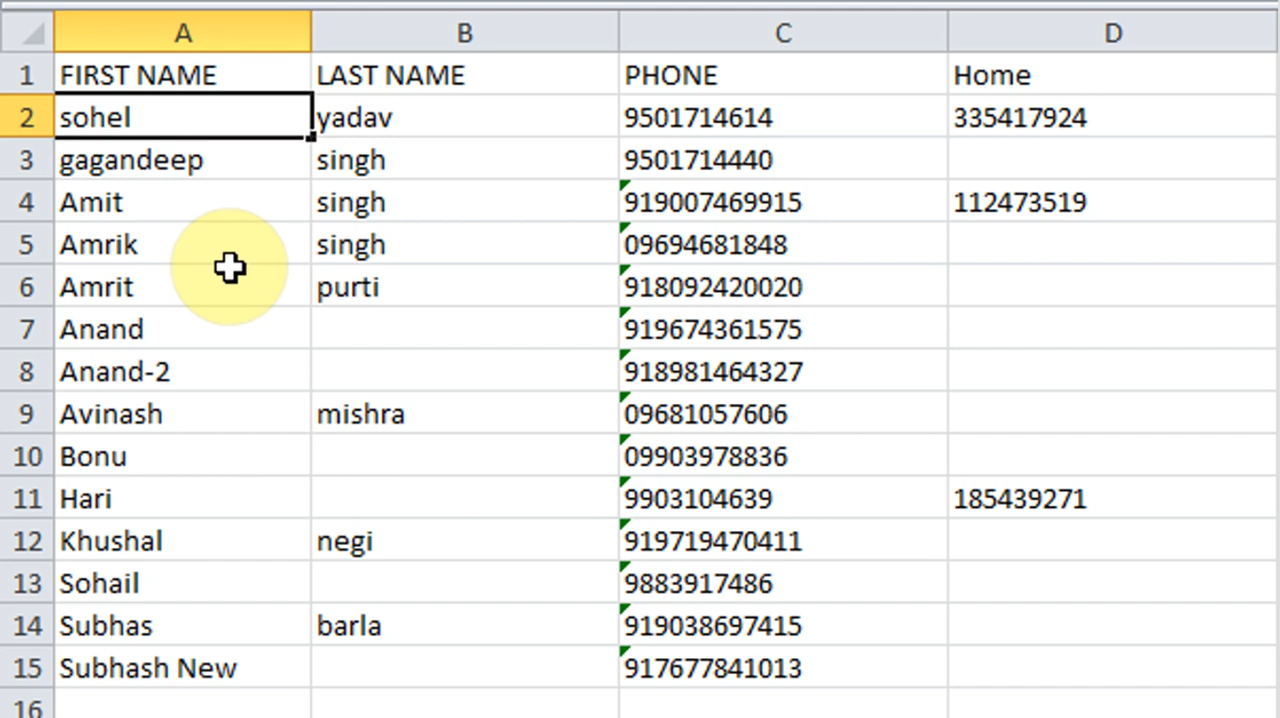 A B C D
1 FIRST NAME LAST NAME PHONE Home
2 sohel yadav 9501714614 335417924
3 gagandeep singh 9501714440
4 Amit singh 919007469915 112473519
5 Amrik singh 09694681848
6 Amrit purti 918092420020
7 Anand 919674361575
8 Anand-2 918981464327
9 Avinash mishra 09681057606
10 Bonu 09903978836
11 Hari 9903104639 185439271
12 Khushal negi 919719470411
13 Sohail 9883917486
14 Subhas barla 919038697415
15 Subhash New 917677841013
16